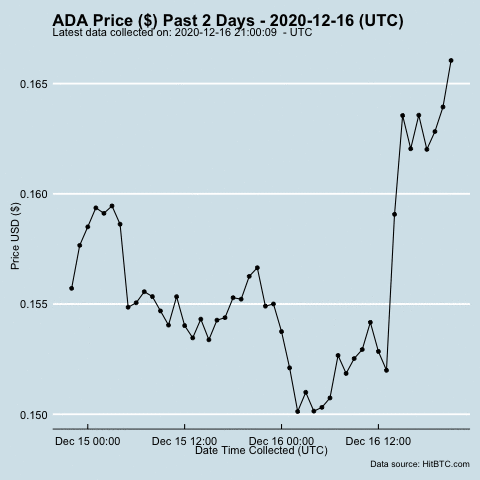 ADA Price ($) Past 2 Days - 2020-12-16 (UTC)
Latest data collected on: 2020-12-16 21:00:09 - UTC
0.165
0.160
0.155
0.150
Price USD ($)
Dec 15 00:00 Dec 15 12:00 Dec 16 00:00 Dec 16 12:00
Date Time Collected (UTC)
Data source: HitBTC.com